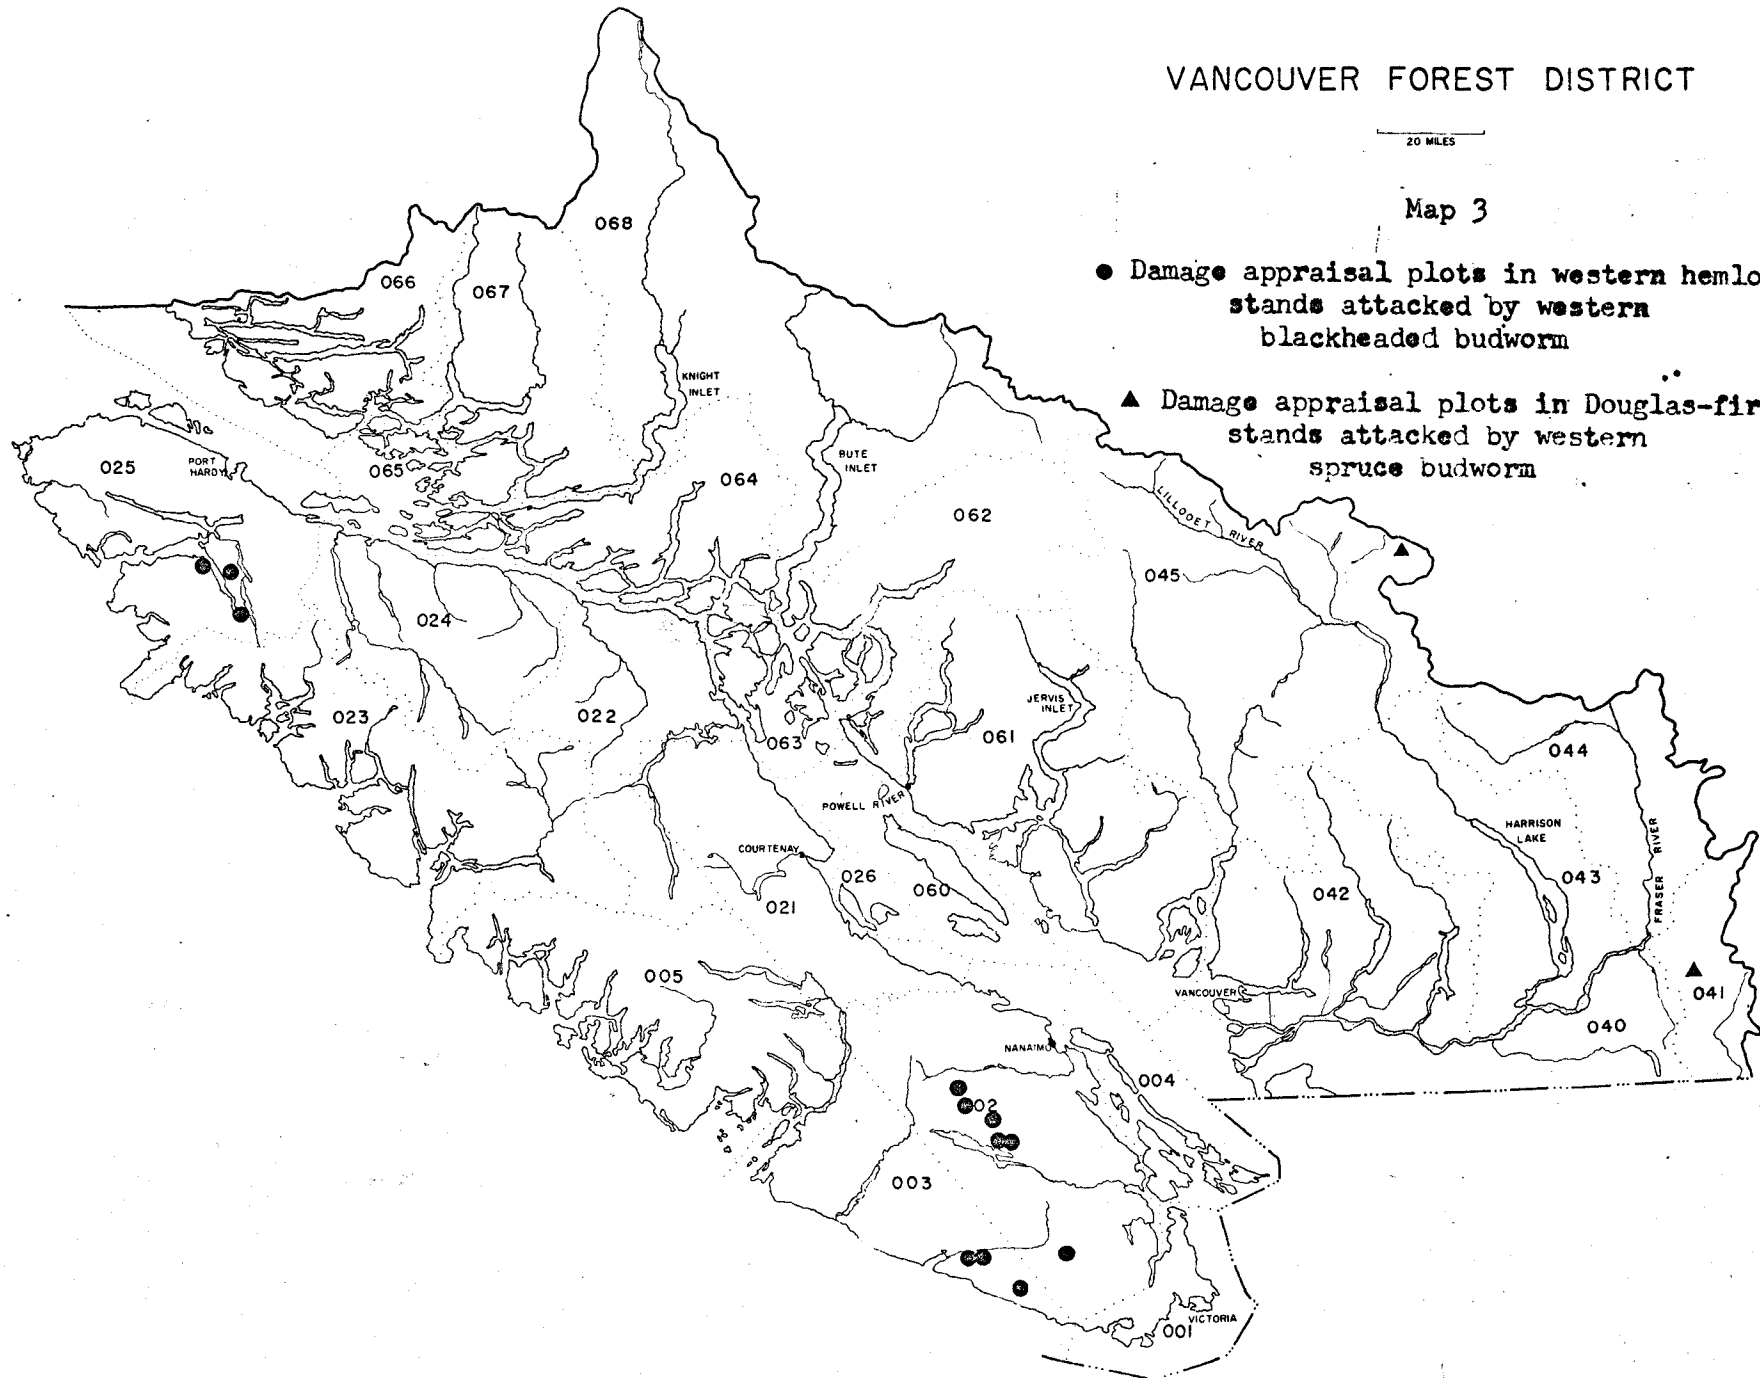 VANCOUVER FOREST DISTRICT
20 MILES
Map 3
● Damage appraisal plots in western hemlo
stands attacked by western
blackheaded budworm
▲ Damage appraisal plots in Douglas-fir
stands attacked by western
spruce budworm
068
066
067
KNIGHT
INLET
025
PORT
HARDY
065
064
BUTE
INLET
062
LILLOOET RIVER
045
024
023
022
063
JERVIS
INLET
061
044
POWELL RIVER
HARRISON
LAKE
FRASER RIVER
COURTENAY
026
060
021
042
043
005
VANCOUVER
041
040
NANAIMO
004
02
003
001
VICTORIA